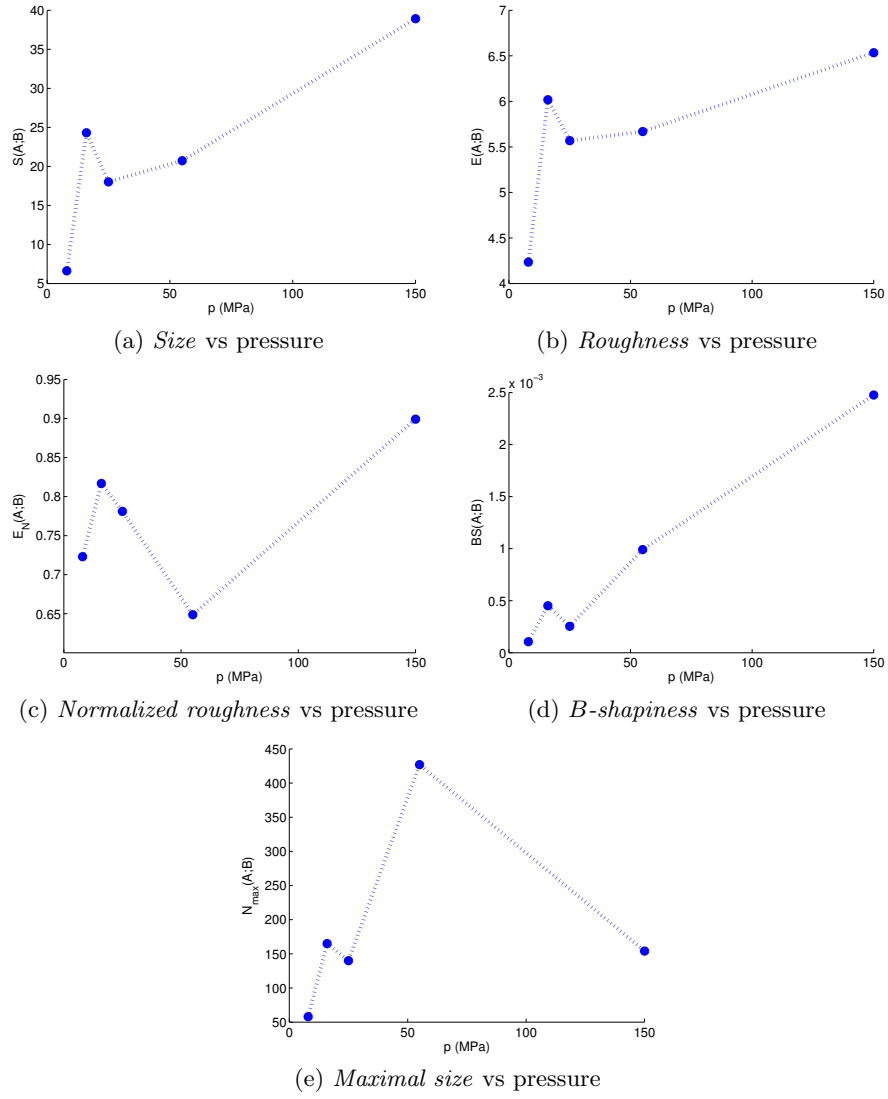 40
35
30
25
20
15
10
5
0 50 100 150
S(A;B)
p (MPa)
(a) Size vs pressure
7
6.5
6
5.5
5
4.5
4
0 50 100 150
E(A;B)
p (MPa)
(b) Roughness vs pressure
0.95
0.9
0.85
0.8
0.75
0.7
0.65
0 50 100 150
E_N(A;B)
p (MPa)
(c) Normalized roughness vs pressure
x 10^-3
2.5
2
1.5
1
0.5
0
0 50 100 150
BS(A;B)
p (MPa)
(d) B-shapiness vs pressure
450
400
350
300
250
200
150
100
50
0 50 100 150
N_max(A;B)
p (MPa)
(e) Maximal size vs pressure